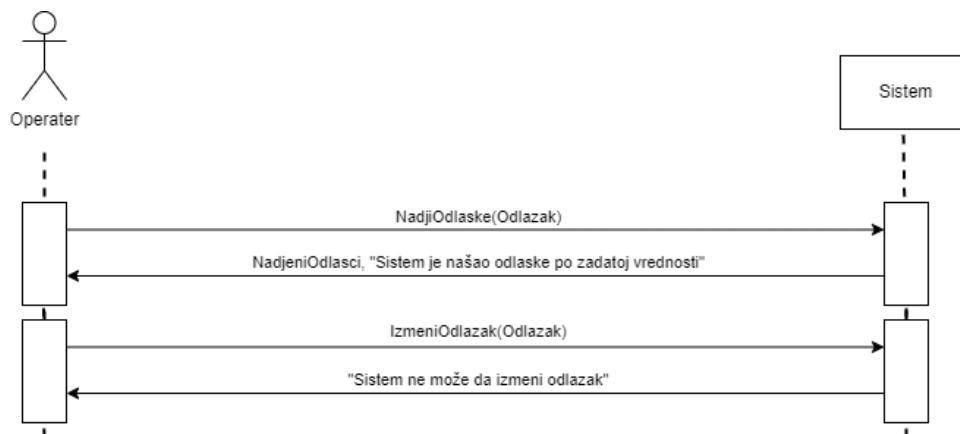 Operater
Sistem
NadjiOdlaske(Odlazak)
NadjeniOdlasci, "Sistem je našao odlaske po zadatoj vrednosti"
IzmeniOdlazak(Odlazak)
"Sistem ne može da izmeni odlazak"